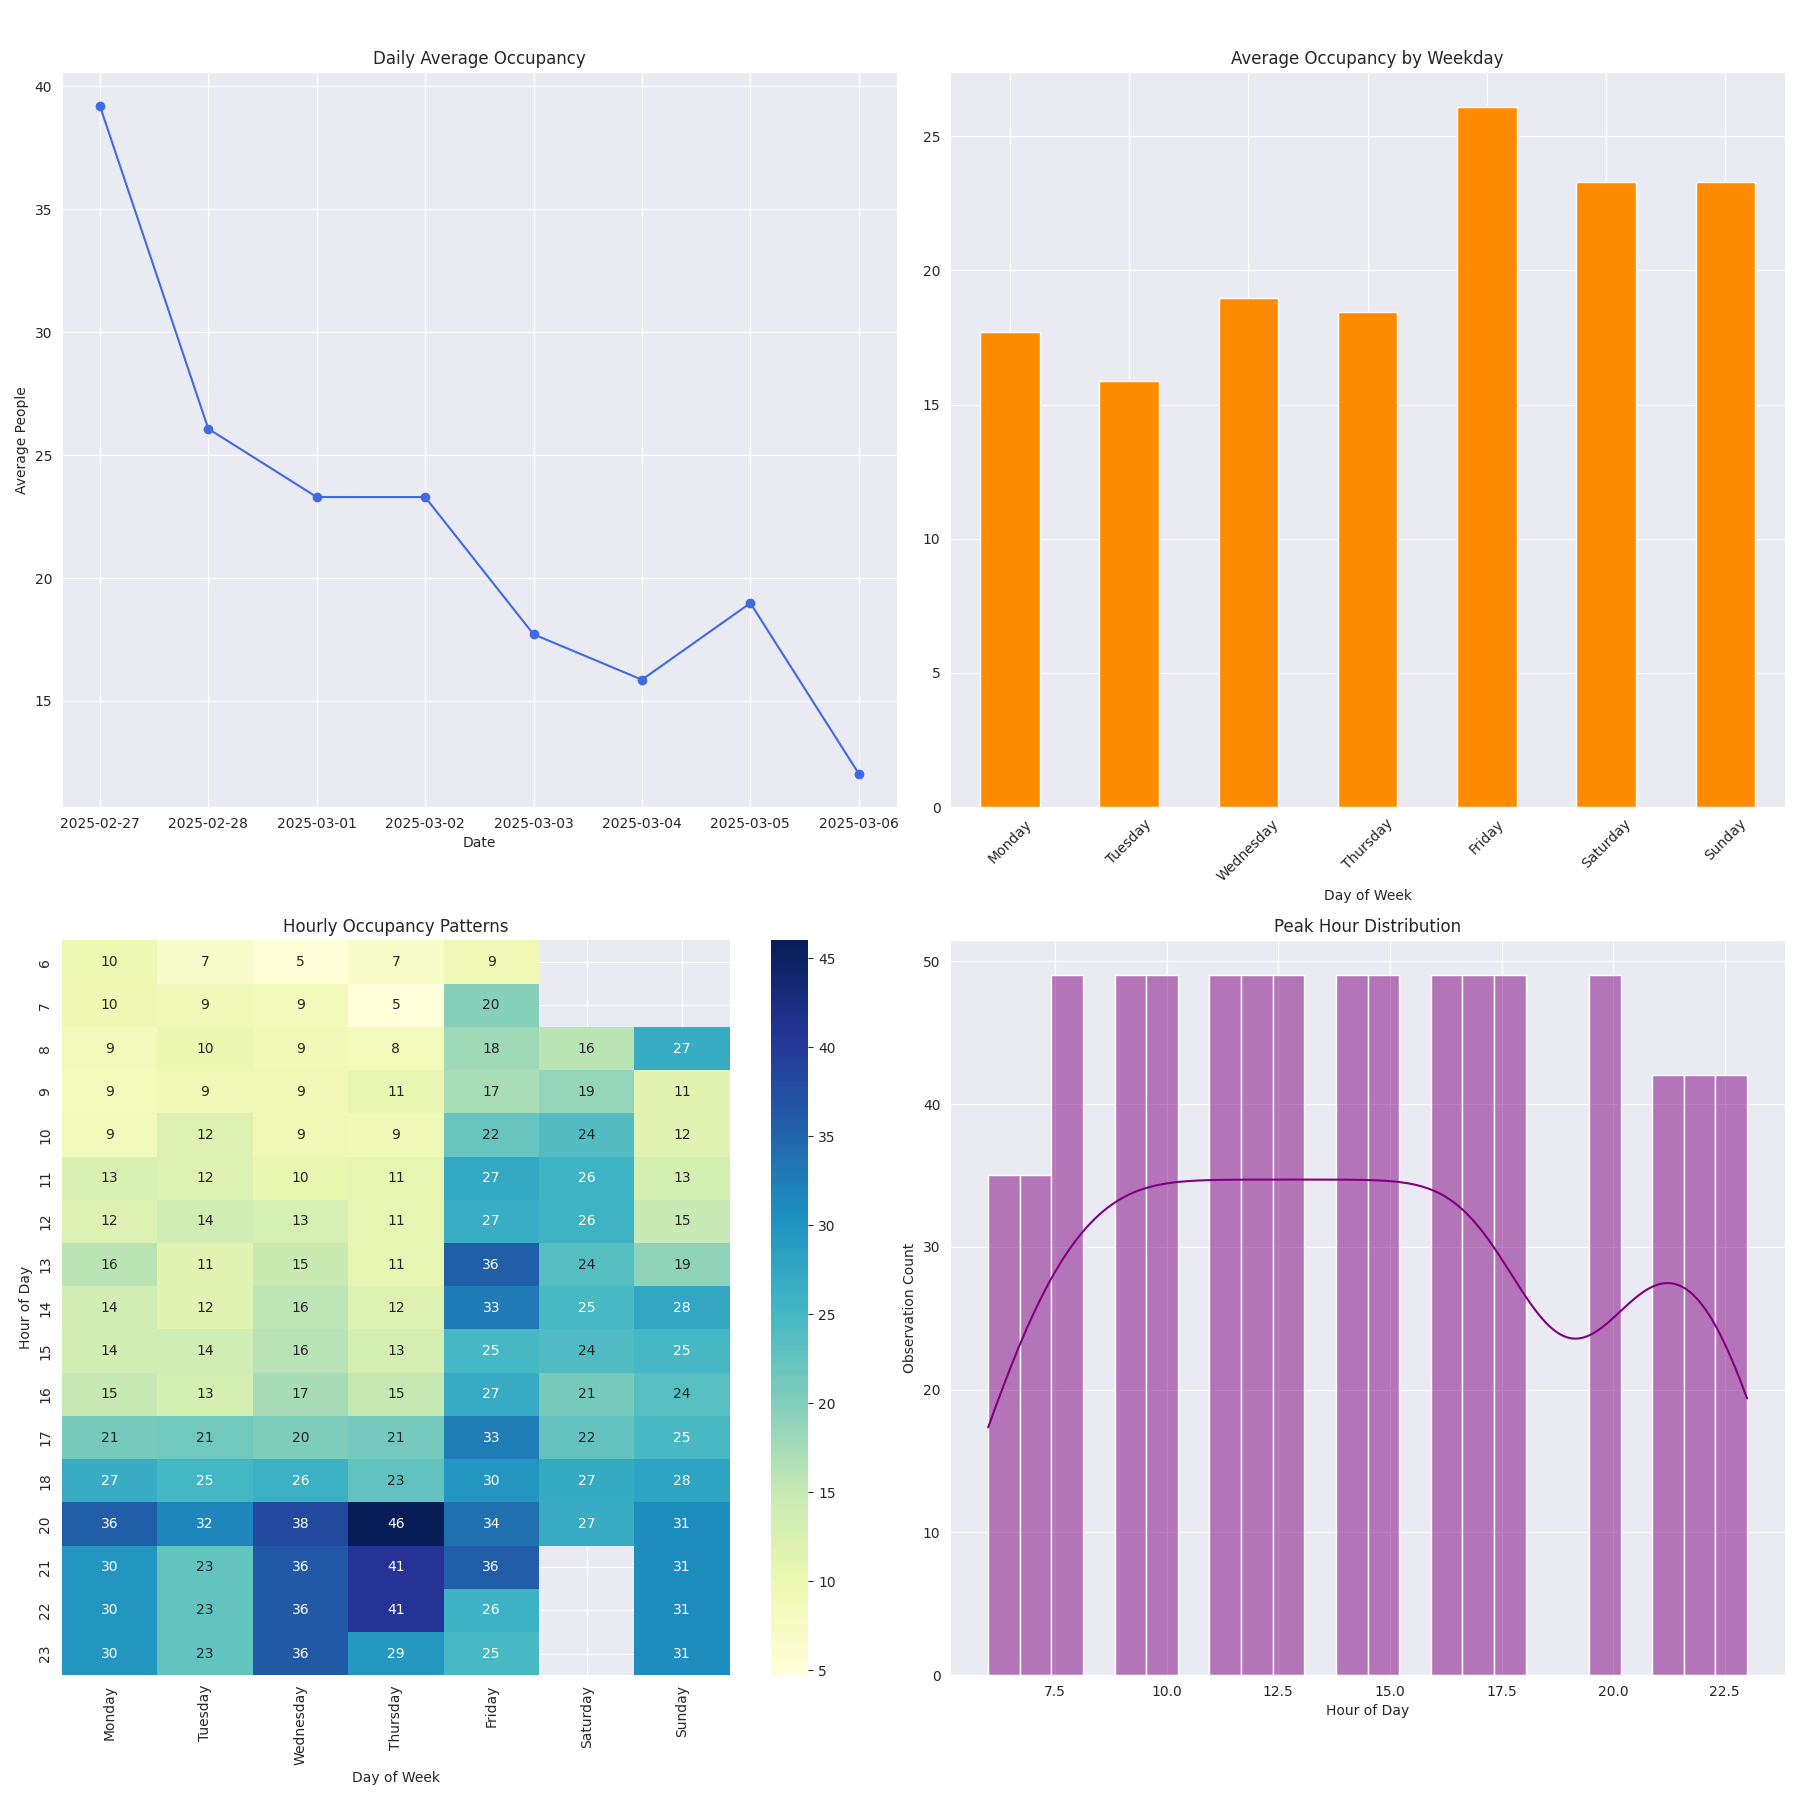 Daily Average Occupancy
40
35
30
25
20
15
Average People
2025-02-27 2025-02-28 2025-03-01 2025-03-02 2025-03-03 2025-03-04 2025-03-05 2025-03-06
Date
Average Occupancy by Weekday
25
20
15
10
5
0
Monday Tuesday Wednesday Thursday Friday Saturday Sunday
Day of Week
Hourly Occupancy Patterns
Hour of Day
6 10 7 5 7 9
7 10 9 9 5 20
8 9 10 9 8 18 16 27
9 9 9 9 11 17 19 11
10 9 12 9 9 22 24 12
11 13 12 10 11 27 26 13
12 12 14 13 11 27 26 15
13 16 11 15 11 36 24 19
14 14 12 16 12 33 25 28
15 14 14 16 13 25 24 25
16 15 13 17 15 27 21 24
17 21 21 20 21 33 22 25
18 27 25 26 23 30 27 28
20 36 32 38 46 34 27 31
21 30 23 36 41 36 31
22 30 23 36 41 26 31
23 30 23 36 29 25 31
Monday Tuesday Wednesday Thursday Friday Saturday Sunday
Day of Week
45
40
35
30
25
20
15
10
5
Peak Hour Distribution
50
40
30
20
10
0
Observation Count
7.5 10.0 12.5 15.0 17.5 20.0 22.5
Hour of Day